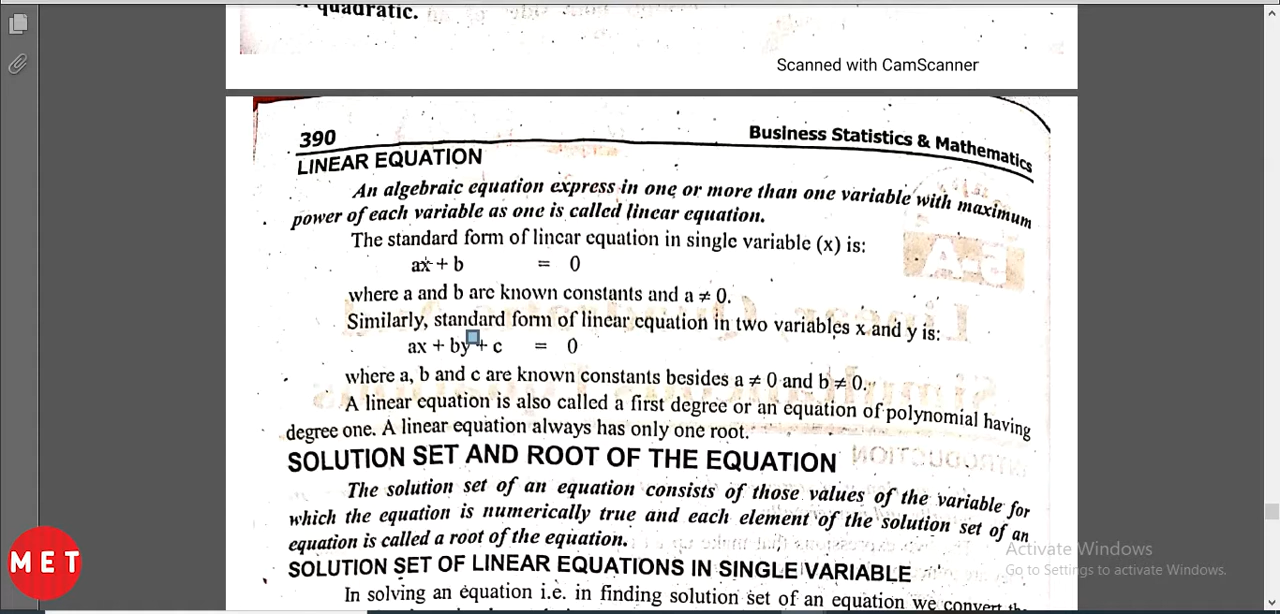 quadratic.
Scanned with CamScanner
390
Business Statistics & Mathematics
LINEAR EQUATION
An algebraic equation express in one or more than one variable with maximum
power of each variable as one is called linear equation.
The standard form of linear equation in single variable (x) is:
ax + b = 0
where a and b are known constants and a ≠ 0.
Similarly, standard form of linear equation in two variables x and y is:
ax + by + c = 0
where a, b and c are known constants besides a ≠ 0 and b ≠ 0.
A linear equation is also called a first degree or an equation of polynomial having
degree one. A linear equation always has only one root.
SOLUTION SET AND ROOT OF THE EQUATION
The solution set of an equation consists of those values of the variable for
which the equation is numerically true and each element of the solution set of an
equation is called a root of the equation.
SOLUTION SET OF LINEAR EQUATIONS IN SINGLE VARIABLE
In solving an equation i.e. in finding solution set of an equation we convert the
MET
Activate Windows
Go to Settings to activate Windows.